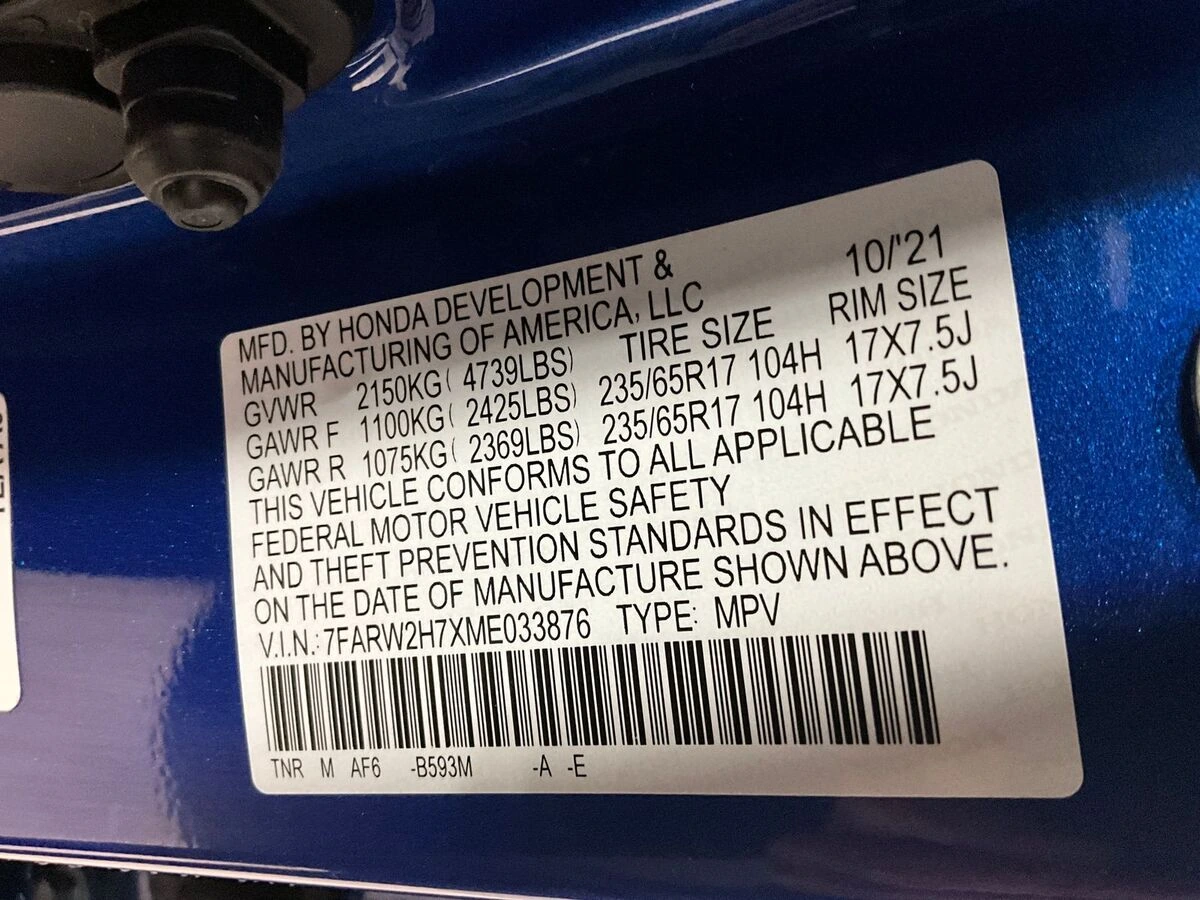 MFD. BY HONDA DEVELOPMENT & 10/'21
MANUFACTURING OF AMERICA, LLC
TIRE SIZE RIM SIZE
GVWR 2150KG( 4739LBS)
GAWR F 1100KG( 2425LBS) 235/65R17 104H 17X7.5J
GAWR R 1075KG( 2369LBS) 235/65R17 104H 17X7.5J
THIS VEHICLE CONFORMS TO ALL APPLICABLE
FEDERAL MOTOR VEHICLE SAFETY
AND THEFT PREVENTION STANDARDS IN EFFECT
ON THE DATE OF MANUFACTURE SHOWN ABOVE.
V.I.N.:7FARW2H7XME033876 TYPE: MPV
TNR M AF6 -B593M -A -E